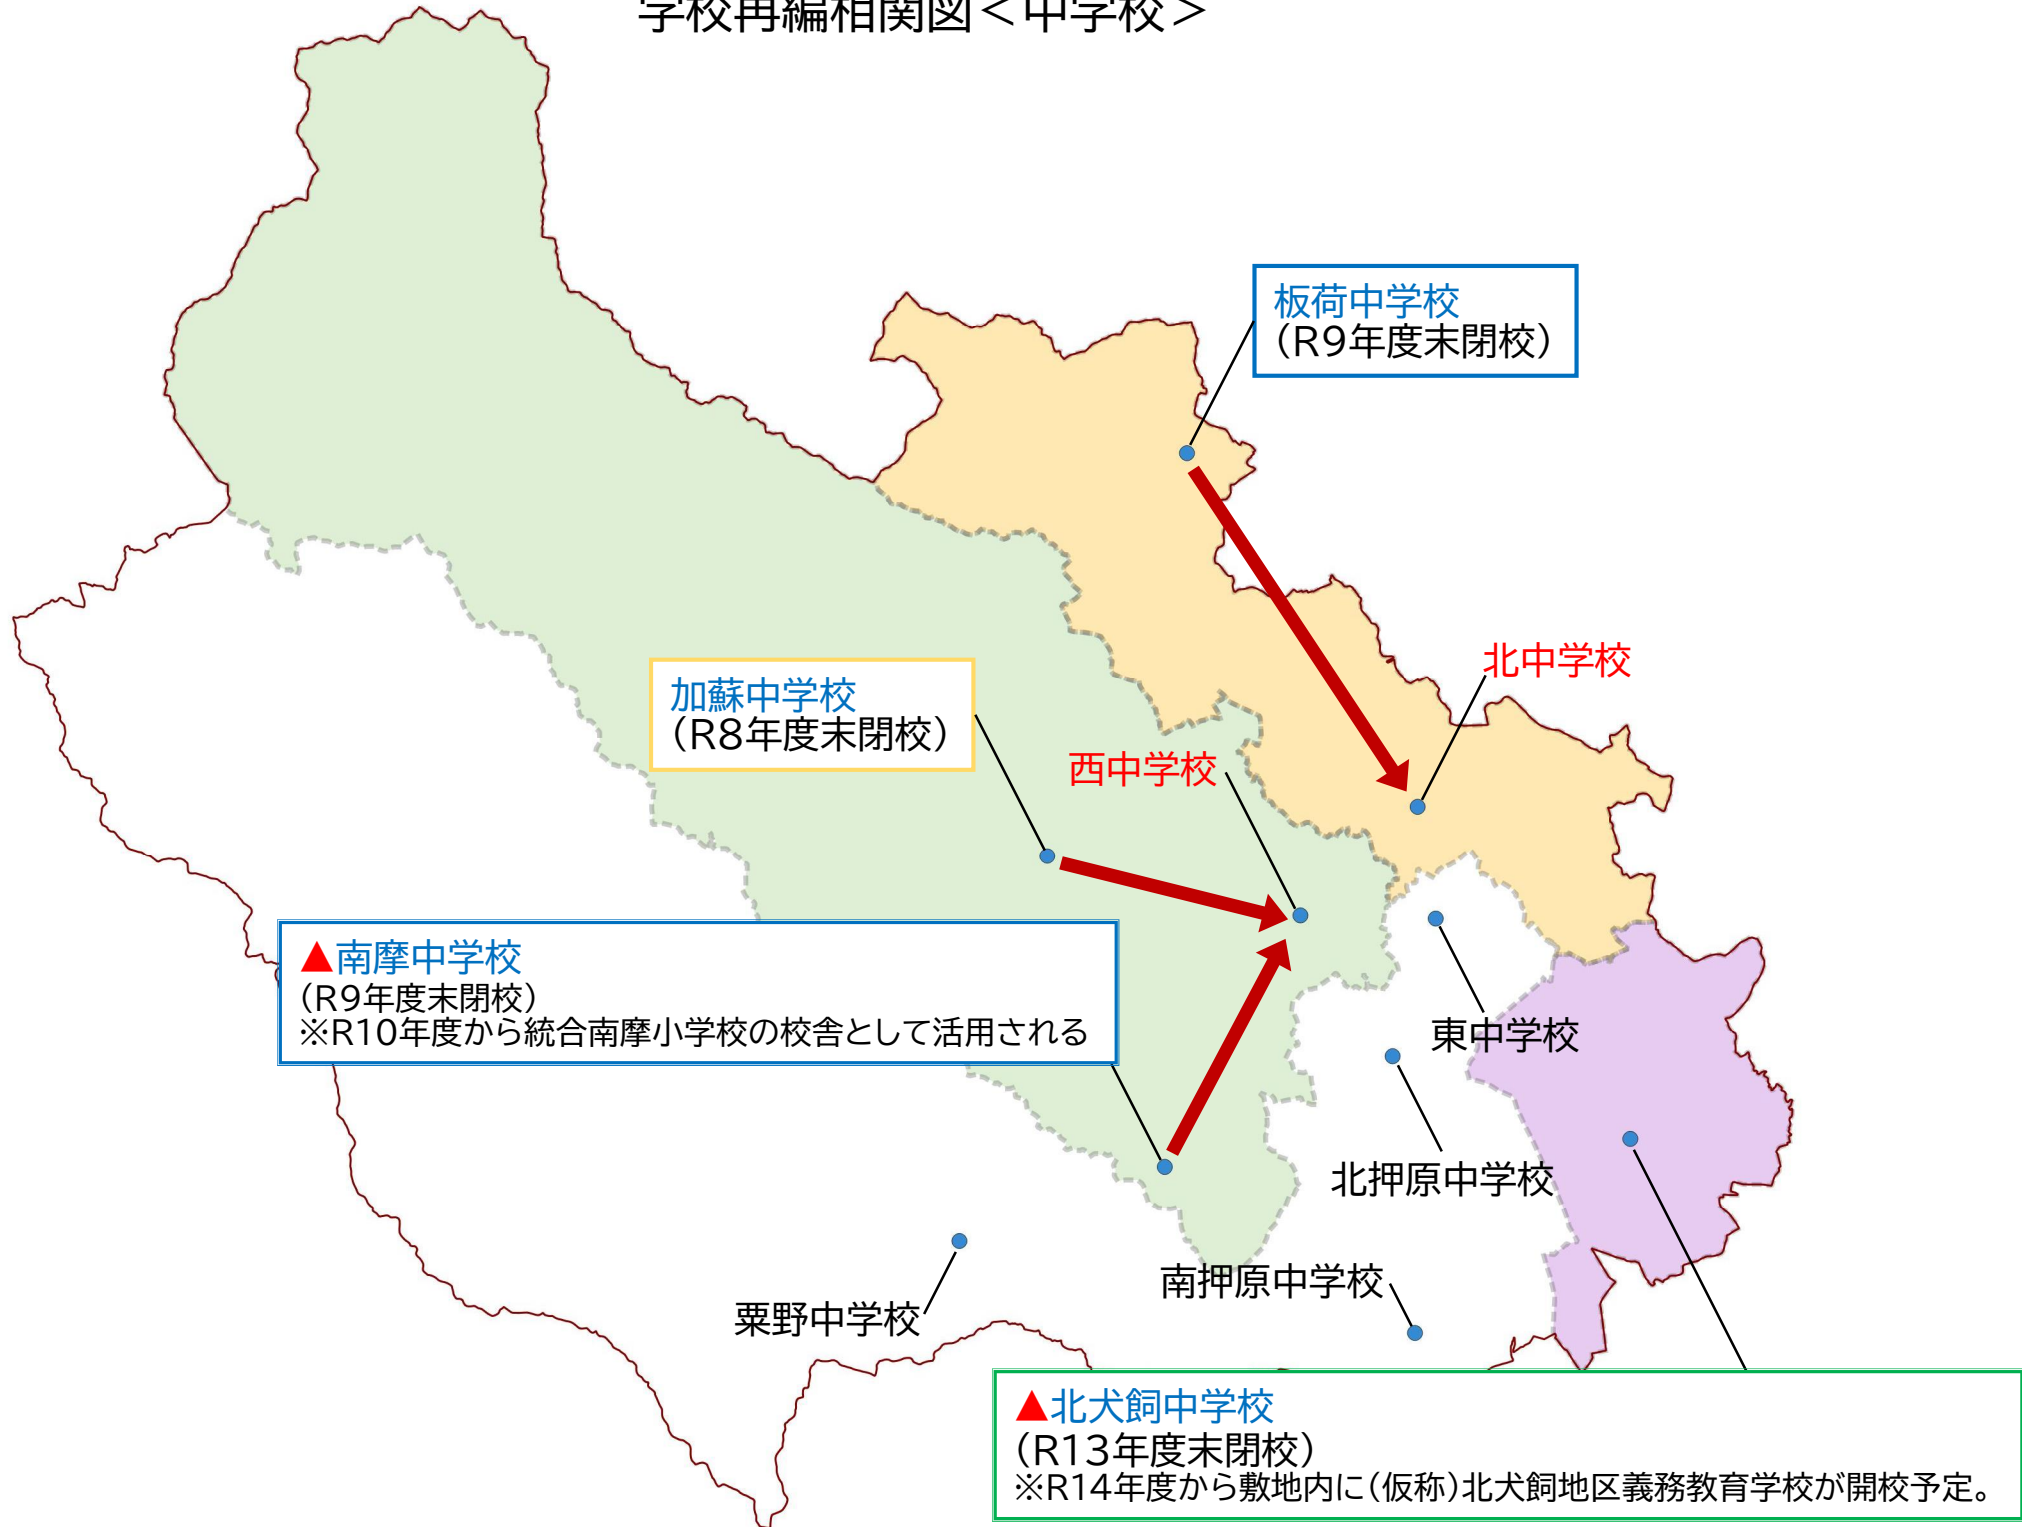 学校再編相関図＜中学校＞
板荷中学校
（R9年度末閉校）
北中学校
加蘇中学校
（R8年度末閉校）
西中学校
▲南摩中学校
（R9年度末閉校）
※R10年度から統合南摩小学校の校舎として活用される
東中学校
北押原中学校
南押原中学校
粟野中学校
▲北犬飼中学校
（R13年度末閉校）
※R14年度から敷地内に（仮称）北犬飼地区義務教育学校が開校予定。